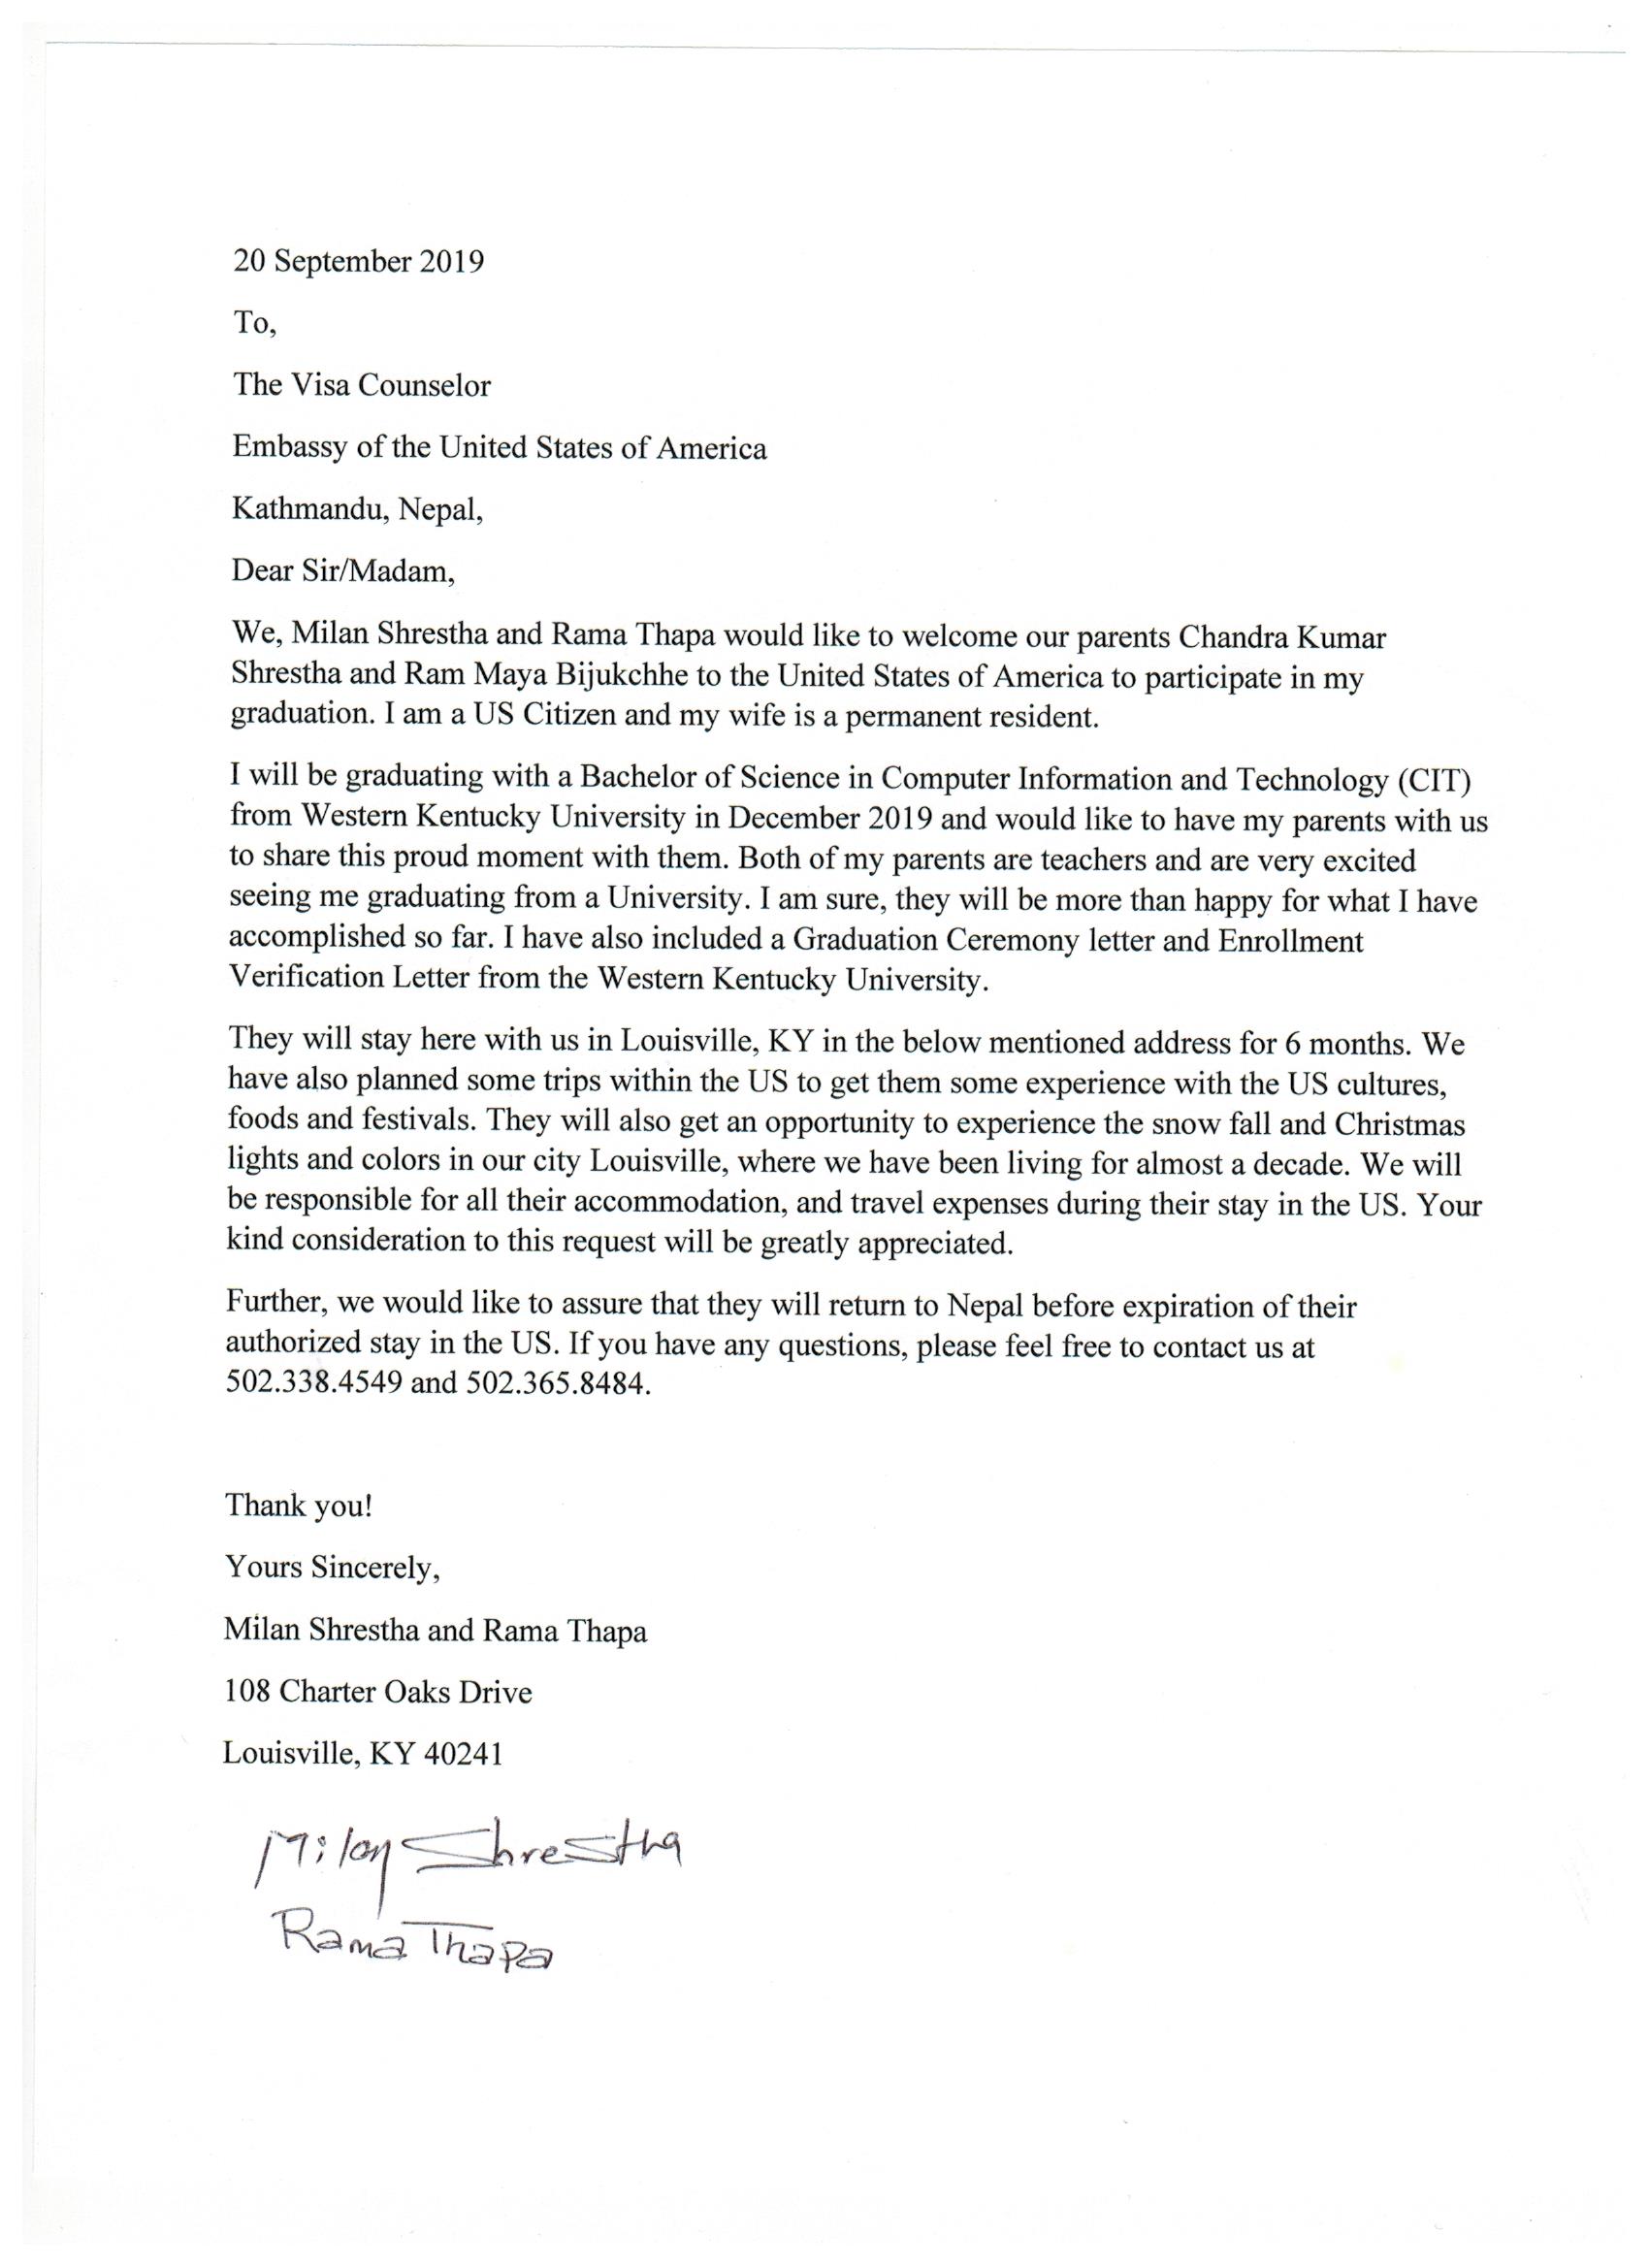 20 September 2019
To,
The Visa Counselor
Embassy of the United States of America
Kathmandu, Nepal,
Dear Sir/Madam,
We, Milan Shrestha and Rama Thapa would like to welcome our parents Chandra Kumar
Shrestha and Ram Maya Bijukchhe to the United States of America to participate in my
graduation. I am a US Citizen and my wife is a permanent resident.
I will be graduating with a Bachelor of Science in Computer Information and Technology (CIT)
from Western Kentucky University in December 2019 and would like to have my parents with us
to share this proud moment with them. Both of my parents are teachers and are very excited
seeing me graduating from a University. I am sure, they will be more than happy for what I have
accomplished so far. I have also included a Graduation Ceremony letter and Enrollment
Verification Letter from the Western Kentucky University.
They will stay here with us in Louisville, KY in the below mentioned address for 6 months. We
have also planned some trips within the US to get them some experience with the US cultures,
foods and festivals. They will also get an opportunity to experience the snow fall and Christmas
lights and colors in our city Louisville, where we have been living for almost a decade. We will
be responsible for all their accommodation, and travel expenses during their stay in the US. Your
kind consideration to this request will be greatly appreciated.
Further, we would like to assure that they will return to Nepal before expiration of their
authorized stay in the US. If you have any questions, please feel free to contact us at
502.338.4549 and 502.365.8484.
Thank you!
Yours Sincerely,
Milan Shrestha and Rama Thapa
108 Charter Oaks Drive
Louisville, KY 40241
Milan Shrestha
Rama Thapa